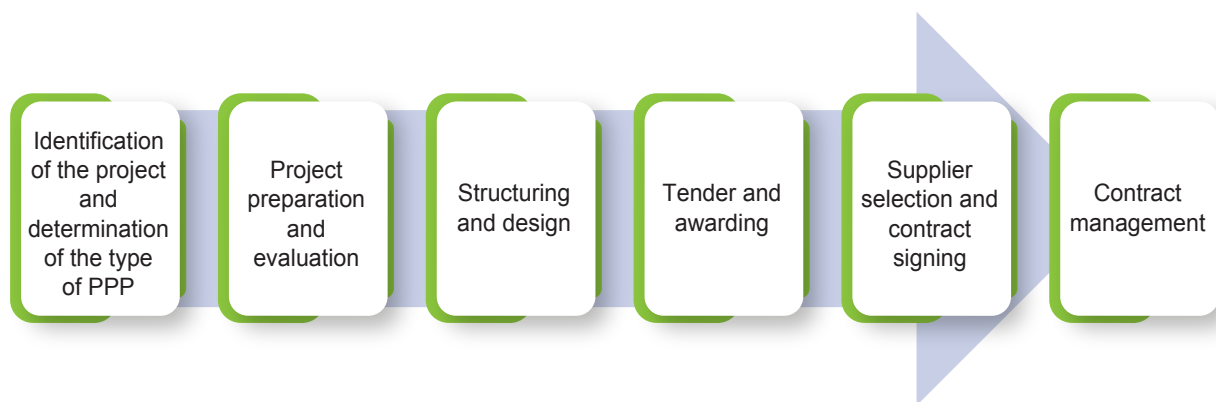 Identification
of the project
and
determination
of the type
of PPP
Project
preparation
and
evaluation
Structuring
and design
Tender and
awarding
Supplier
selection and
contract
signing
Contract
management